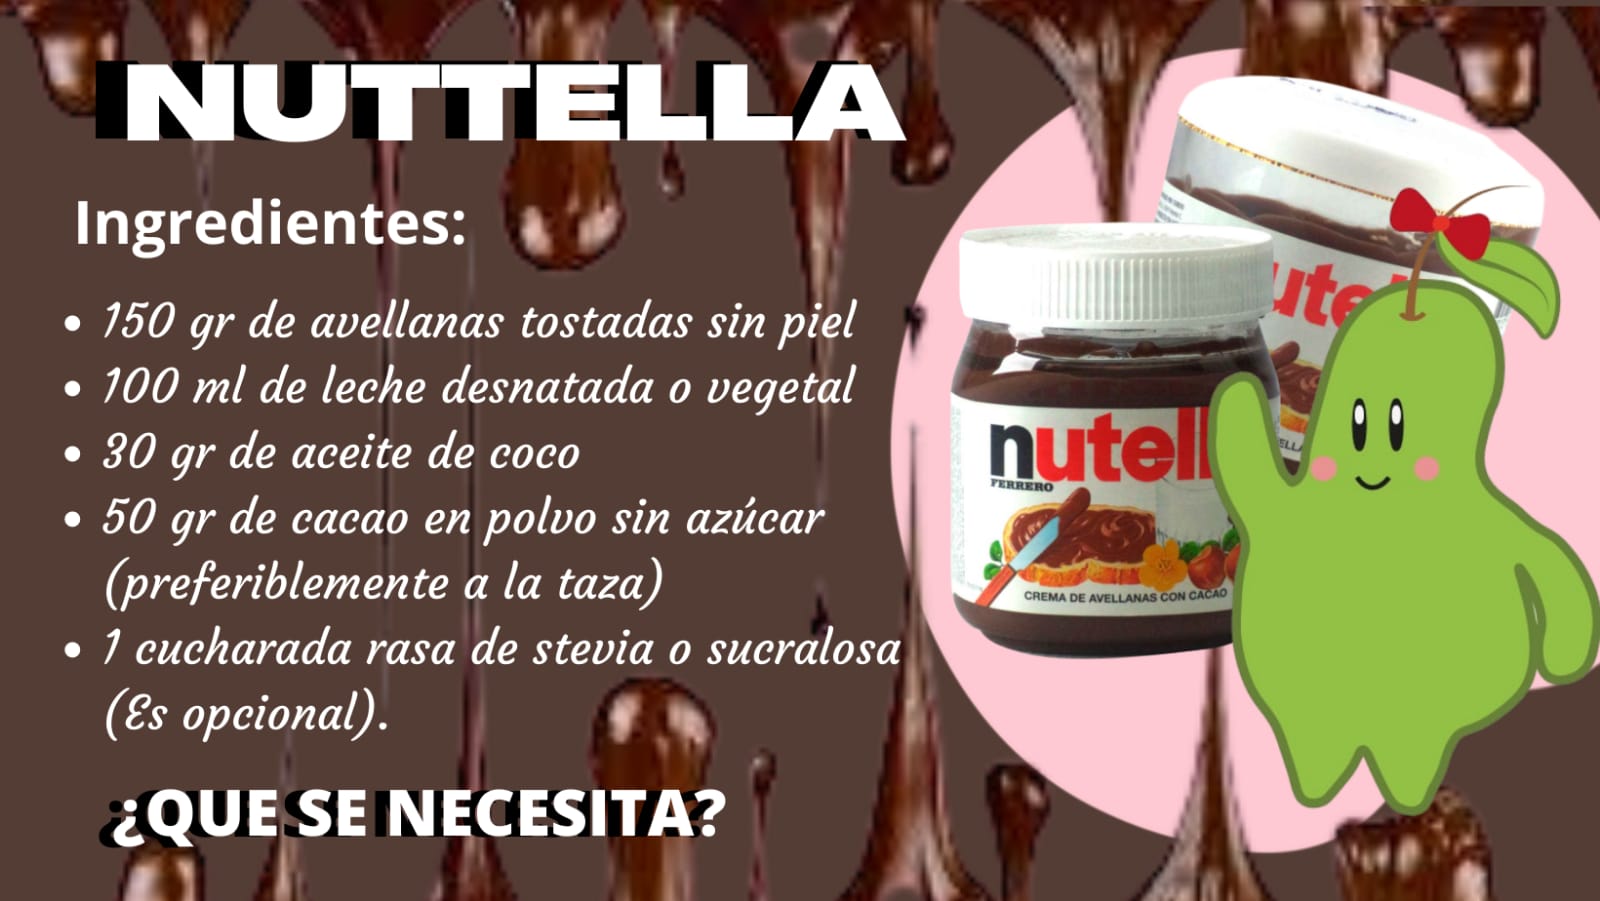 NUTTELLA
Ingredientes:
• 150 gr de avellanas tostadas sin piel
• 100 ml de leche desnatada o vegetal
• 30 gr de aceite de coco
• 50 gr de cacao en polvo sin azúcar
(preferiblemente a la taza)
• 1 cucharada rasa de stevia o sucralosa
(Es opcional).
¿QUE SE NECESITA?
nutell
FERRERO
CREMA DE AVELLANAS CON CACAO